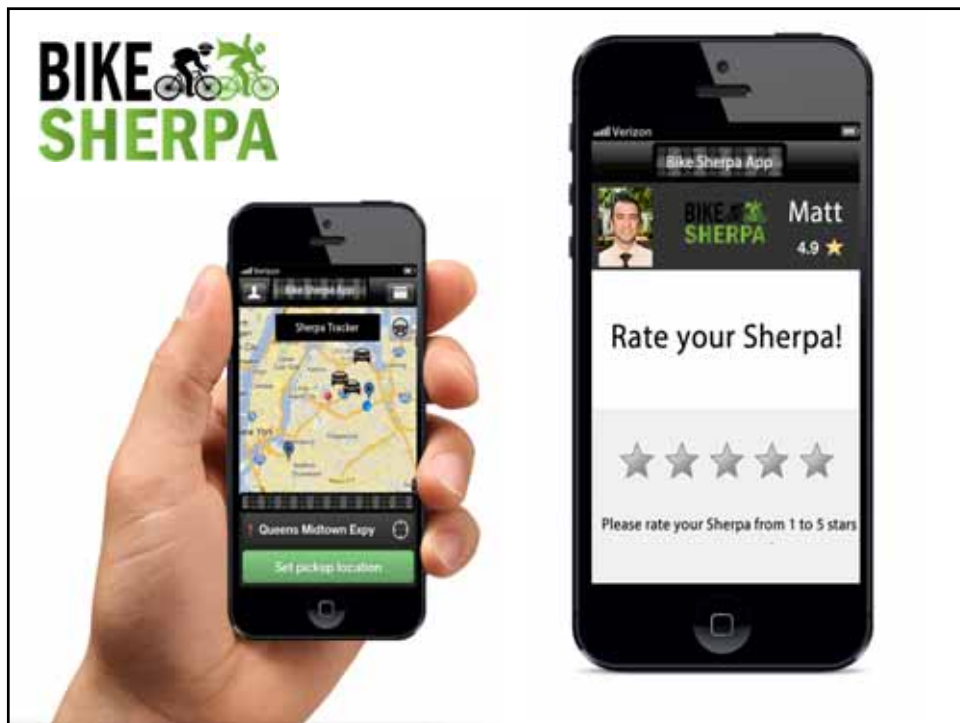 BIKE
SHERPA
Verizon
Bike Sherpa App
Sherpa Tracker
Queens Midtown Expy
Set pickup location
Verizon
Bike Sherpa App
BIKE
SHERPA
Matt
4.9
Rate your Sherpa!
Please rate your Sherpa from 1 to 5 stars